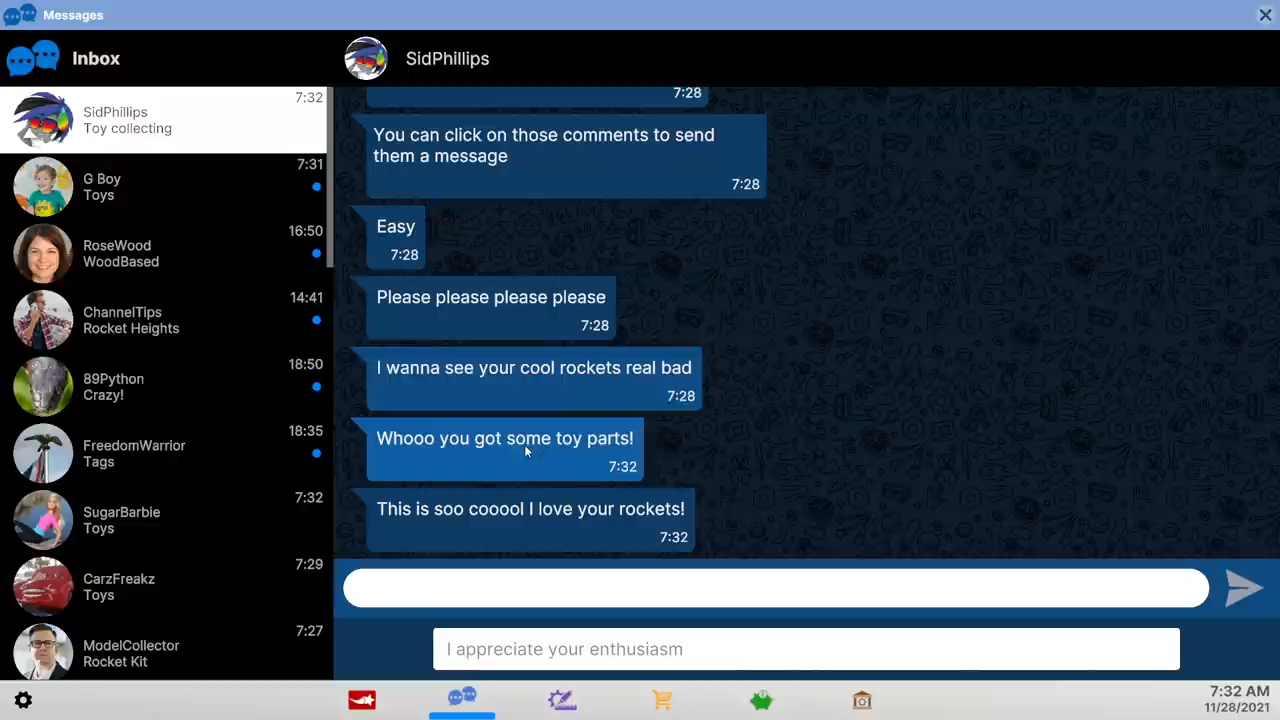 Messages
Inbox
SidPhillips
7:32
SidPhillips
Toy collecting
7:31
G Boy
Toys
16:50
RoseWood
WoodBased
14:41
ChannelTips
Rocket Heights
18:50
89Python
Crazy!
18:35
FreedomWarrior
Tags
7:32
SugarBarbie
Toys
7:29
CarzFreakz
Toys
7:27
ModelCollector
Rocket Kit
7:28
You can click on those comments to send
them a message
7:28
Easy
7:28
Please please please please
7:28
I wanna see your cool rockets real bad
7:28
Whooo you got some toy parts!
7:32
This is soo cooool I love your rockets!
7:32
I appreciate your enthusiasm
7:32 AM
11/28/2021